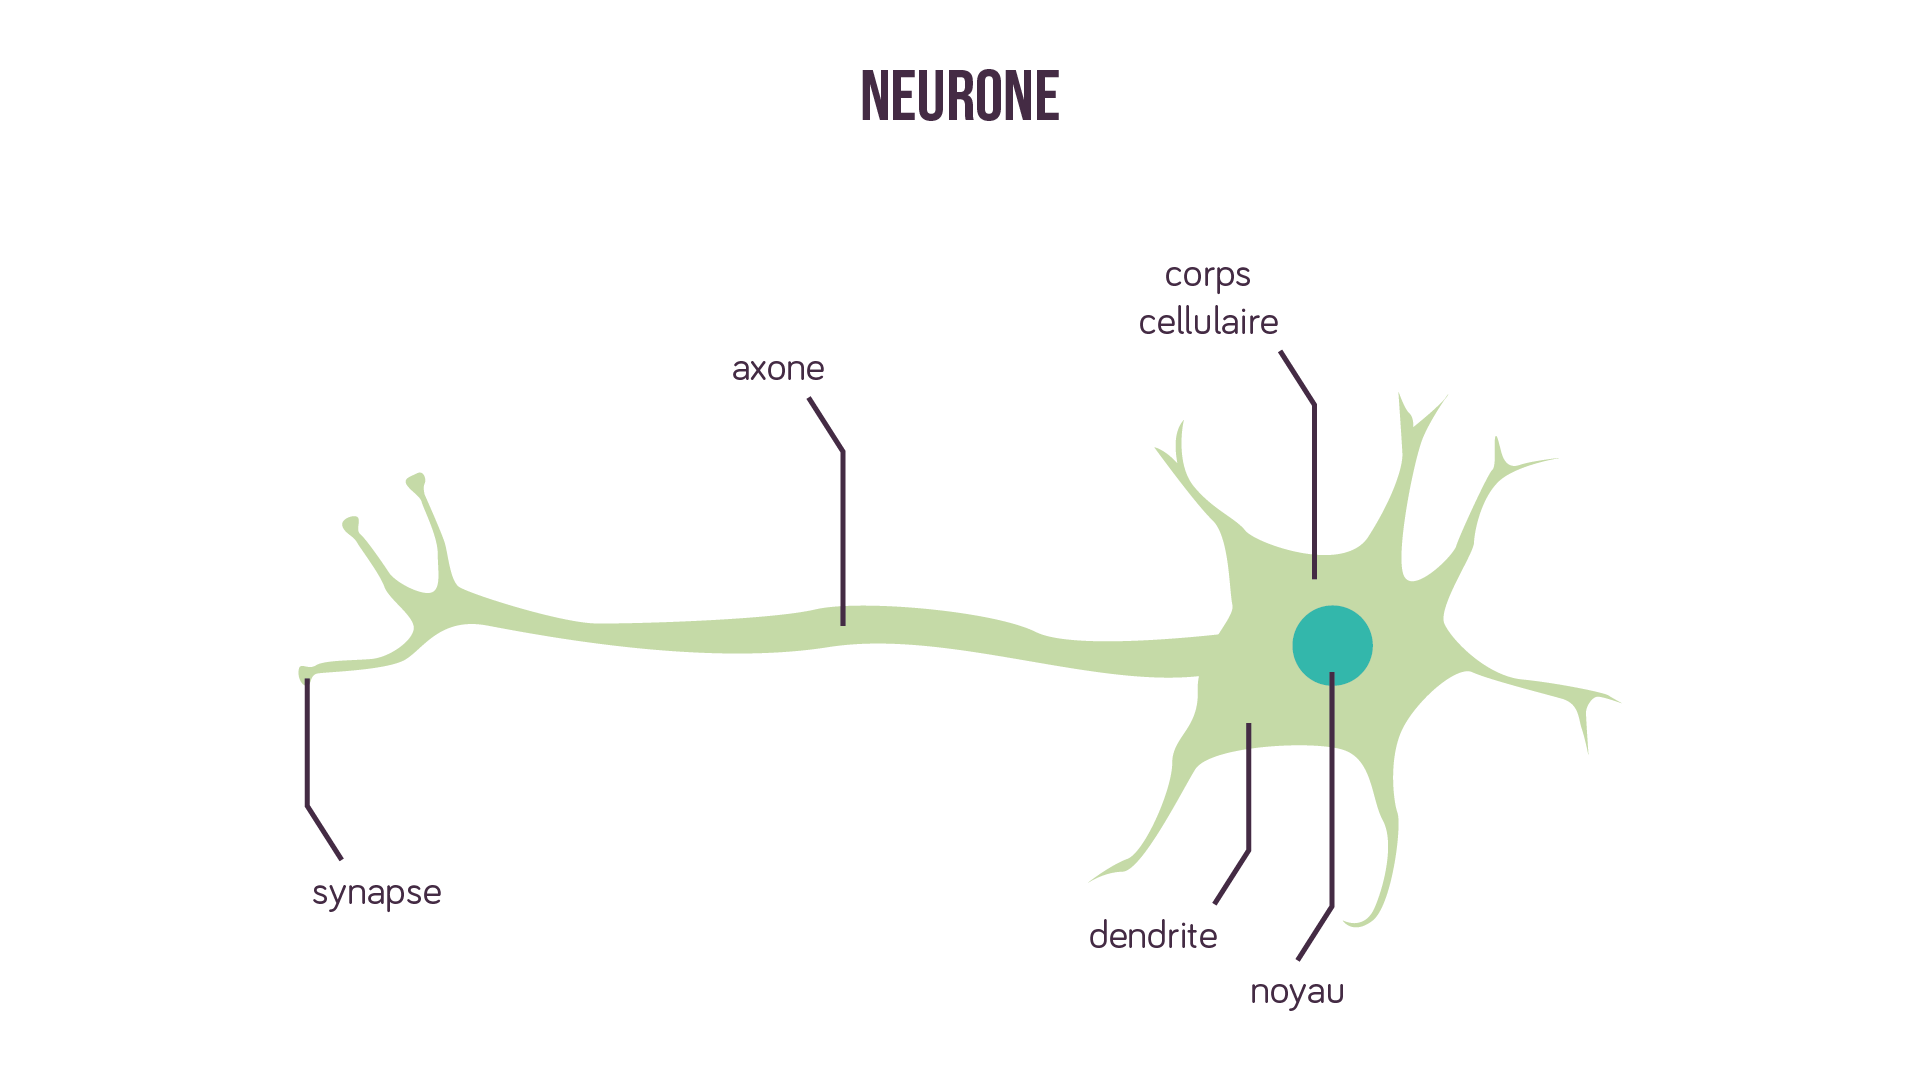 NEURONE
corps
cellulaire
axone
synapse
dendrite
noyau